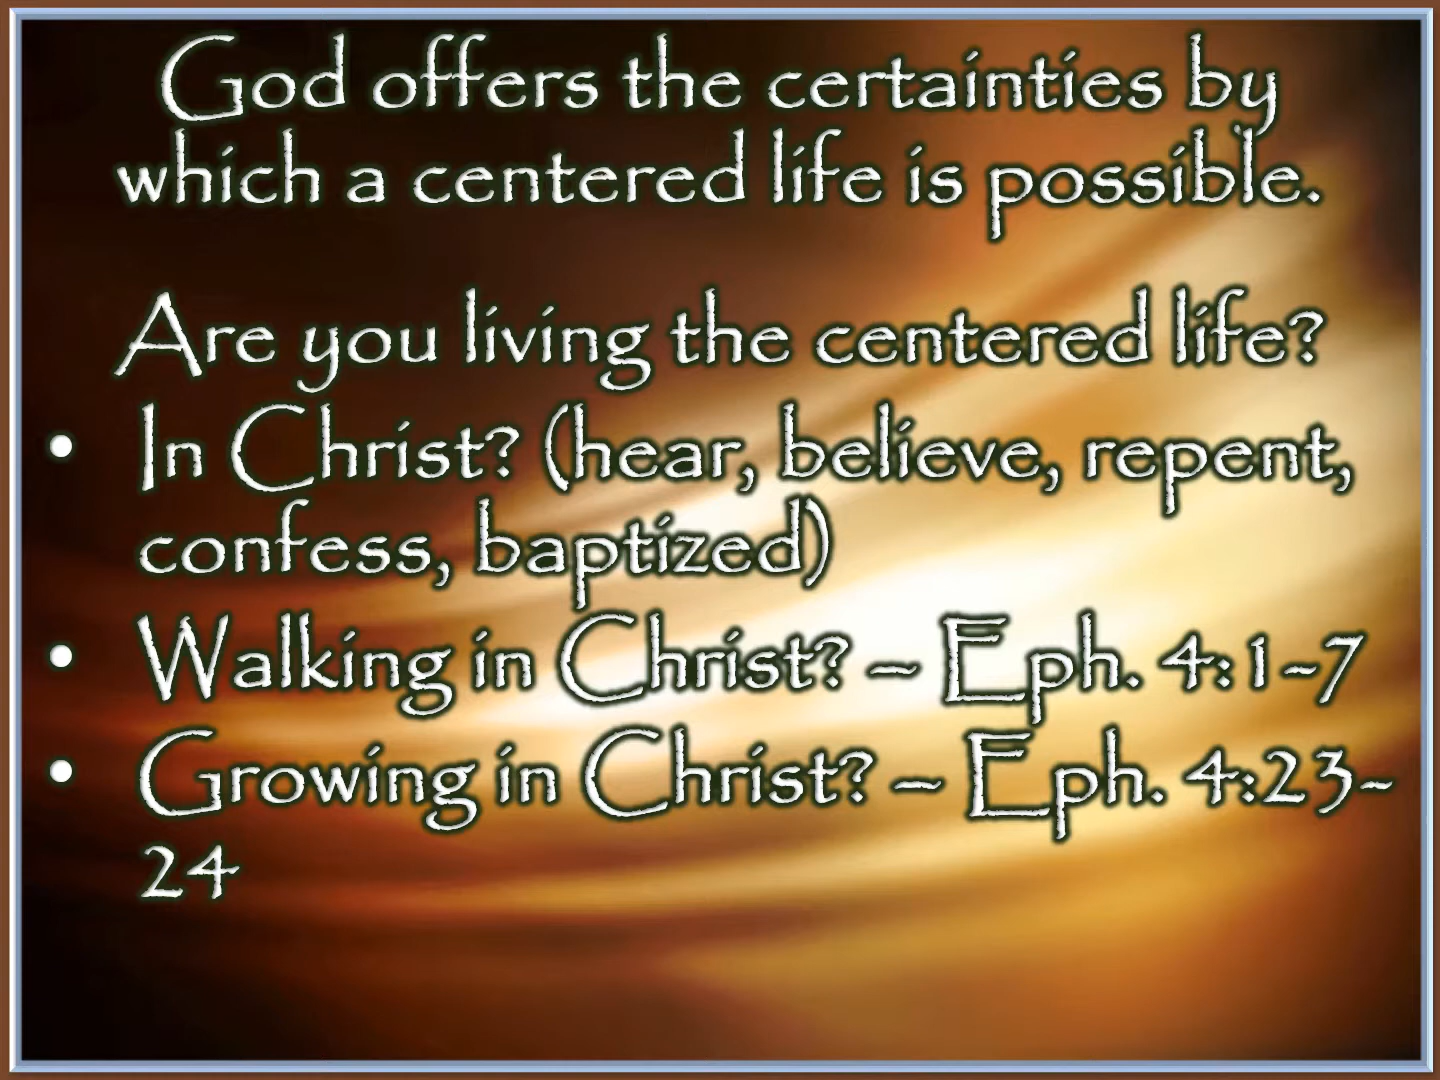 God offers the certainties by
which a centered life is possible.
Are you living the centered life?
• In Christ? (hear, believe, repent,
confess, baptized)
• Walking in Christ? – Eph. 4:1-7
• Growing in Christ? – Eph. 4:23-
24